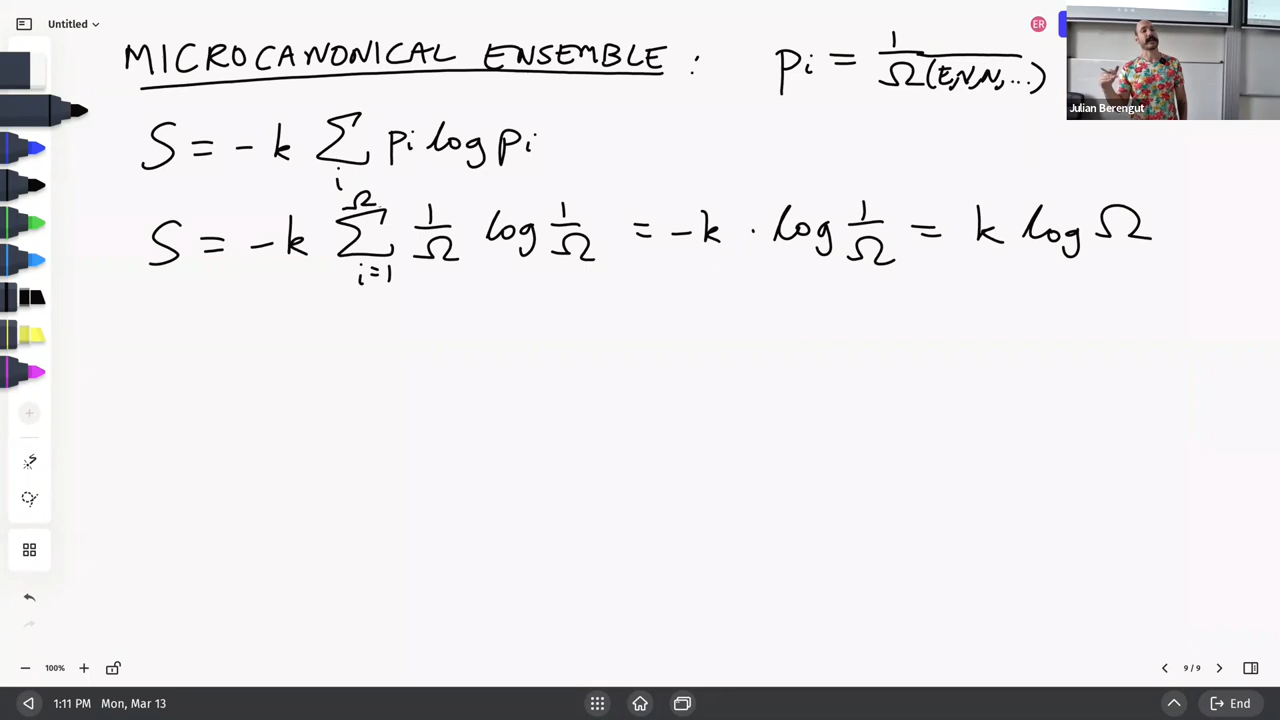 Untitled
ER
MICROCANONICAL ENSEMBLE : pi = 1/Ω(E,V,N,...)
Julian Berengut
S = -k Σ_i pi log pi
S = -k Σ_{i=1}^{Ω} 1/Ω log 1/Ω = -k · log 1/Ω = k log Ω
100%
9 / 9
1:11 PM Mon, Mar 13
End